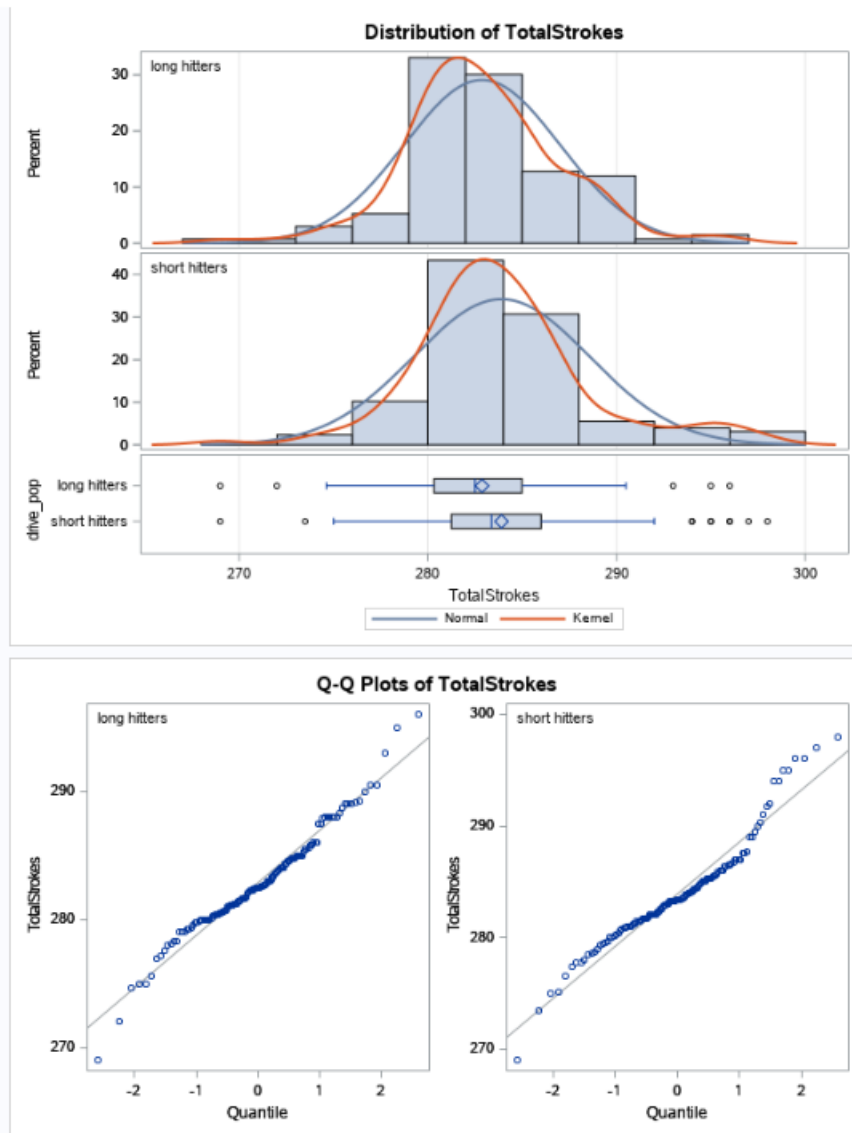 Distribution of TotalStrokes
long hitters
30
20
10
0
Percent
short hitters
40
30
20
10
0
Percent
drive_pop
long hitters
short hitters
270 280 290 300
TotalStrokes
Normal Kernel
Q-Q Plots of TotalStrokes
long hitters
290
280
270
TotalStrokes
-2 -1 0 1 2
Quantile
short hitters
300
290
280
270
TotalStrokes
-2 -1 0 1 2
Quantile